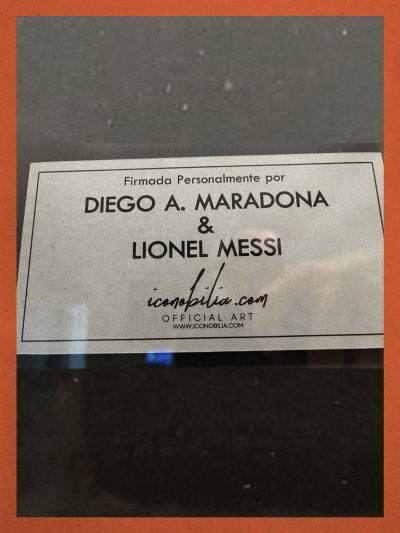 Firmada Personalmente por
DIEGO A. MARADONA
&
LIONEL MESSI
iconobilia.com
OFFICIAL ART
WWW.ICONOBILIA.COM